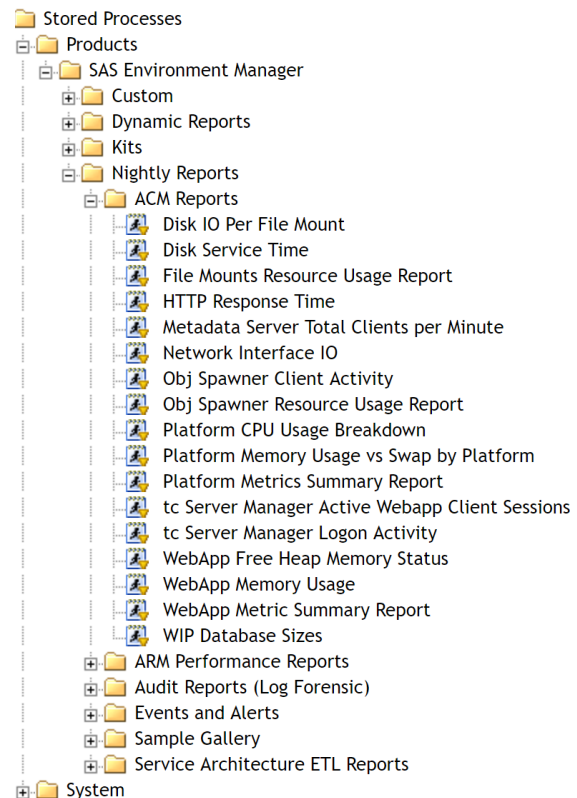 Stored Processes
Products
SAS Environment Manager
Custom
Dynamic Reports
Kits
Nightly Reports
ACM Reports
Disk IO Per File Mount
Disk Service Time
File Mounts Resource Usage Report
HTTP Response Time
Metadata Server Total Clients per Minute
Network Interface IO
Obj Spawner Client Activity
Obj Spawner Resource Usage Report
Platform CPU Usage Breakdown
Platform Memory Usage vs Swap by Platform
Platform Metrics Summary Report
tc Server Manager Active Webapp Client Sessions
tc Server Manager Logon Activity
WebApp Free Heap Memory Status
WebApp Memory Usage
WebApp Metric Summary Report
WIP Database Sizes
ARM Performance Reports
Audit Reports (Log Forensic)
Events and Alerts
Sample Gallery
Service Architecture ETL Reports
System